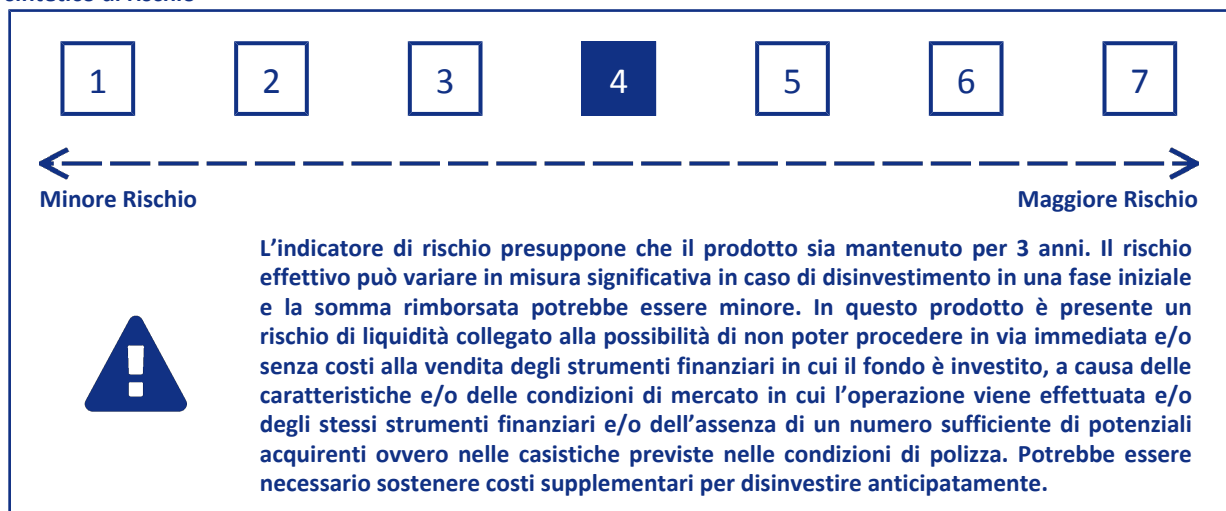 sintetico di rischio
1 2 3 4 5 6 7
Minore Rischio Maggiore Rischio
L’indicatore di rischio presuppone che il prodotto sia mantenuto per 3 anni. Il rischio
effettivo può variare in misura significativa in caso di disinvestimento in una fase iniziale
e la somma rimborsata potrebbe essere minore. In questo prodotto è presente un
rischio di liquidità collegato alla possibilità di non poter procedere in via immediata e/o
senza costi alla vendita degli strumenti finanziari in cui il fondo è investito, a causa delle
caratteristiche e/o delle condizioni di mercato in cui l’operazione viene effettuata e/o
degli stessi strumenti finanziari e/o dell’assenza di un numero sufficiente di potenziali
acquirenti ovvero nelle casistiche previste nelle condizioni di polizza. Potrebbe essere
necessario sostenere costi supplementari per disinvestire anticipatamente.